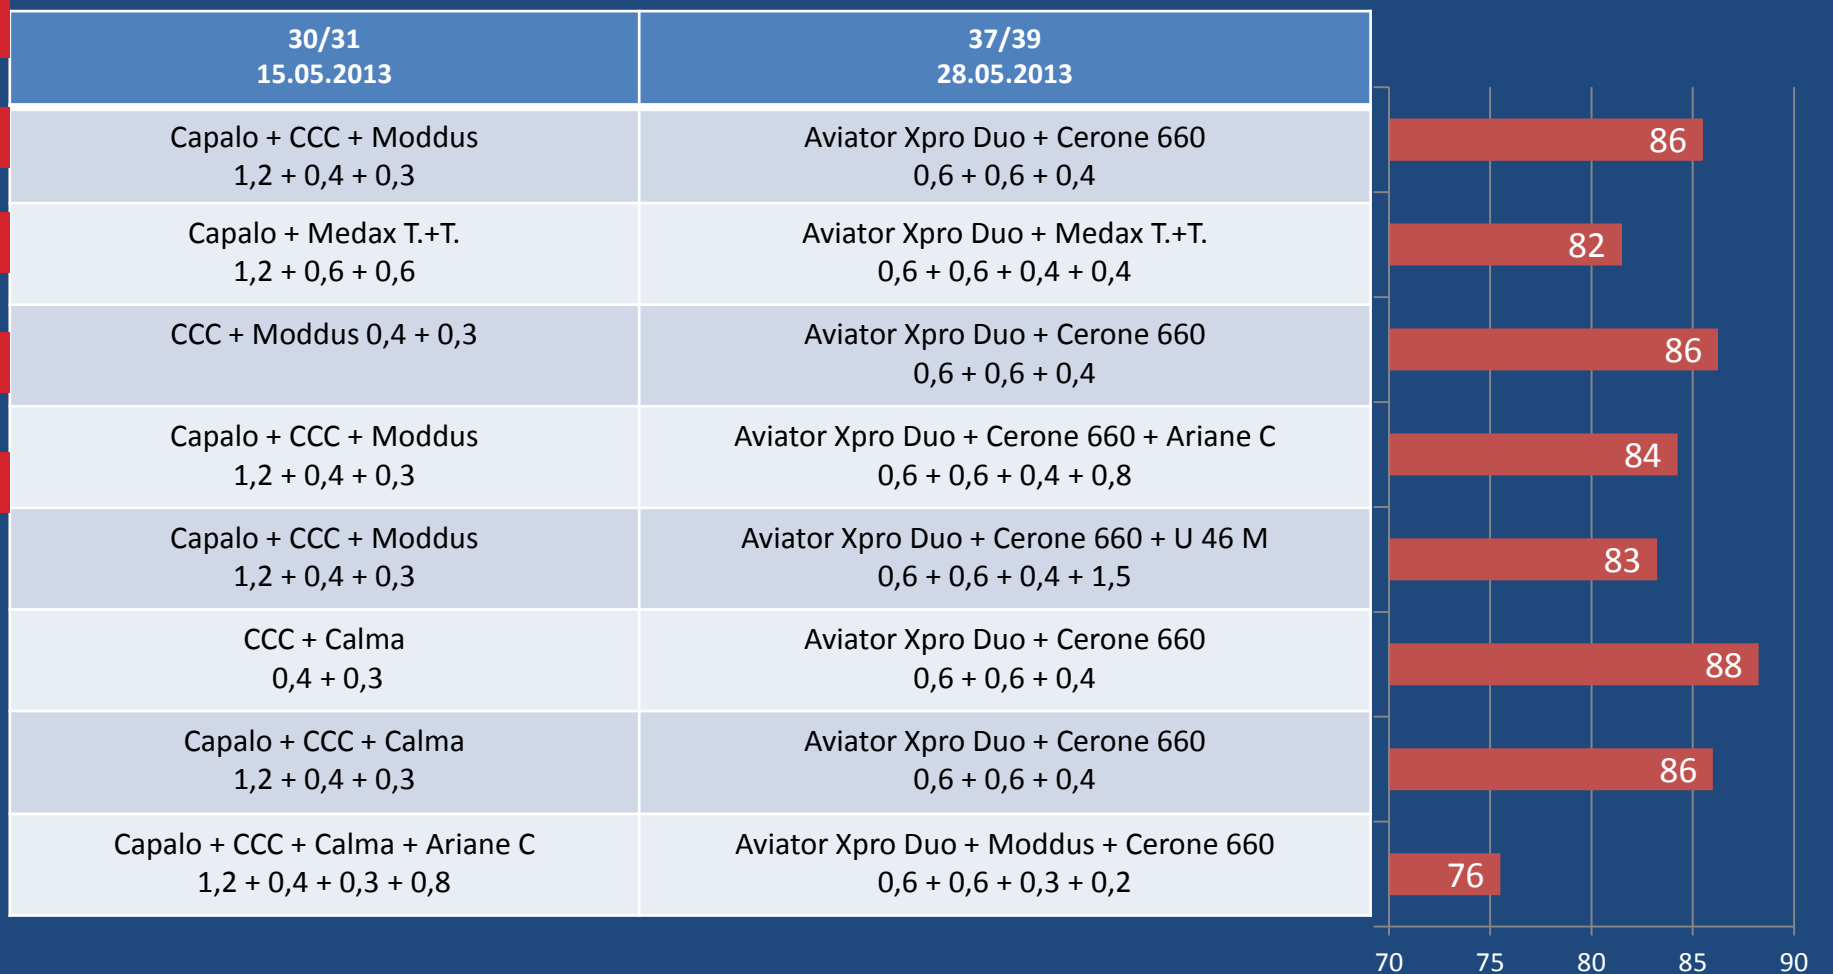 30/31
15.05.2013
37/39
28.05.2013
Capalo + CCC + Moddus
1,2 + 0,4 + 0,3
Aviator Xpro Duo + Cerone 660
0,6 + 0,6 + 0,4
86
Capalo + Medax T.+T.
1,2 + 0,6 + 0,6
Aviator Xpro Duo + Medax T.+T.
0,6 + 0,6 + 0,4 + 0,4
82
CCC + Moddus 0,4 + 0,3
Aviator Xpro Duo + Cerone 660
0,6 + 0,6 + 0,4
86
Capalo + CCC + Moddus
1,2 + 0,4 + 0,3
Aviator Xpro Duo + Cerone 660 + Ariane C
0,6 + 0,6 + 0,4 + 0,8
84
Capalo + CCC + Moddus
1,2 + 0,4 + 0,3
Aviator Xpro Duo + Cerone 660 + U 46 M
0,6 + 0,6 + 0,4 + 1,5
83
CCC + Calma
0,4 + 0,3
Aviator Xpro Duo + Cerone 660
0,6 + 0,6 + 0,4
88
Capalo + CCC + Calma
1,2 + 0,4 + 0,3
Aviator Xpro Duo + Cerone 660
0,6 + 0,6 + 0,4
86
Capalo + CCC + Calma + Ariane C
1,2 + 0,4 + 0,3 + 0,8
Aviator Xpro Duo + Moddus + Cerone 660
0,6 + 0,6 + 0,3 + 0,2
76
70 75 80 85 90